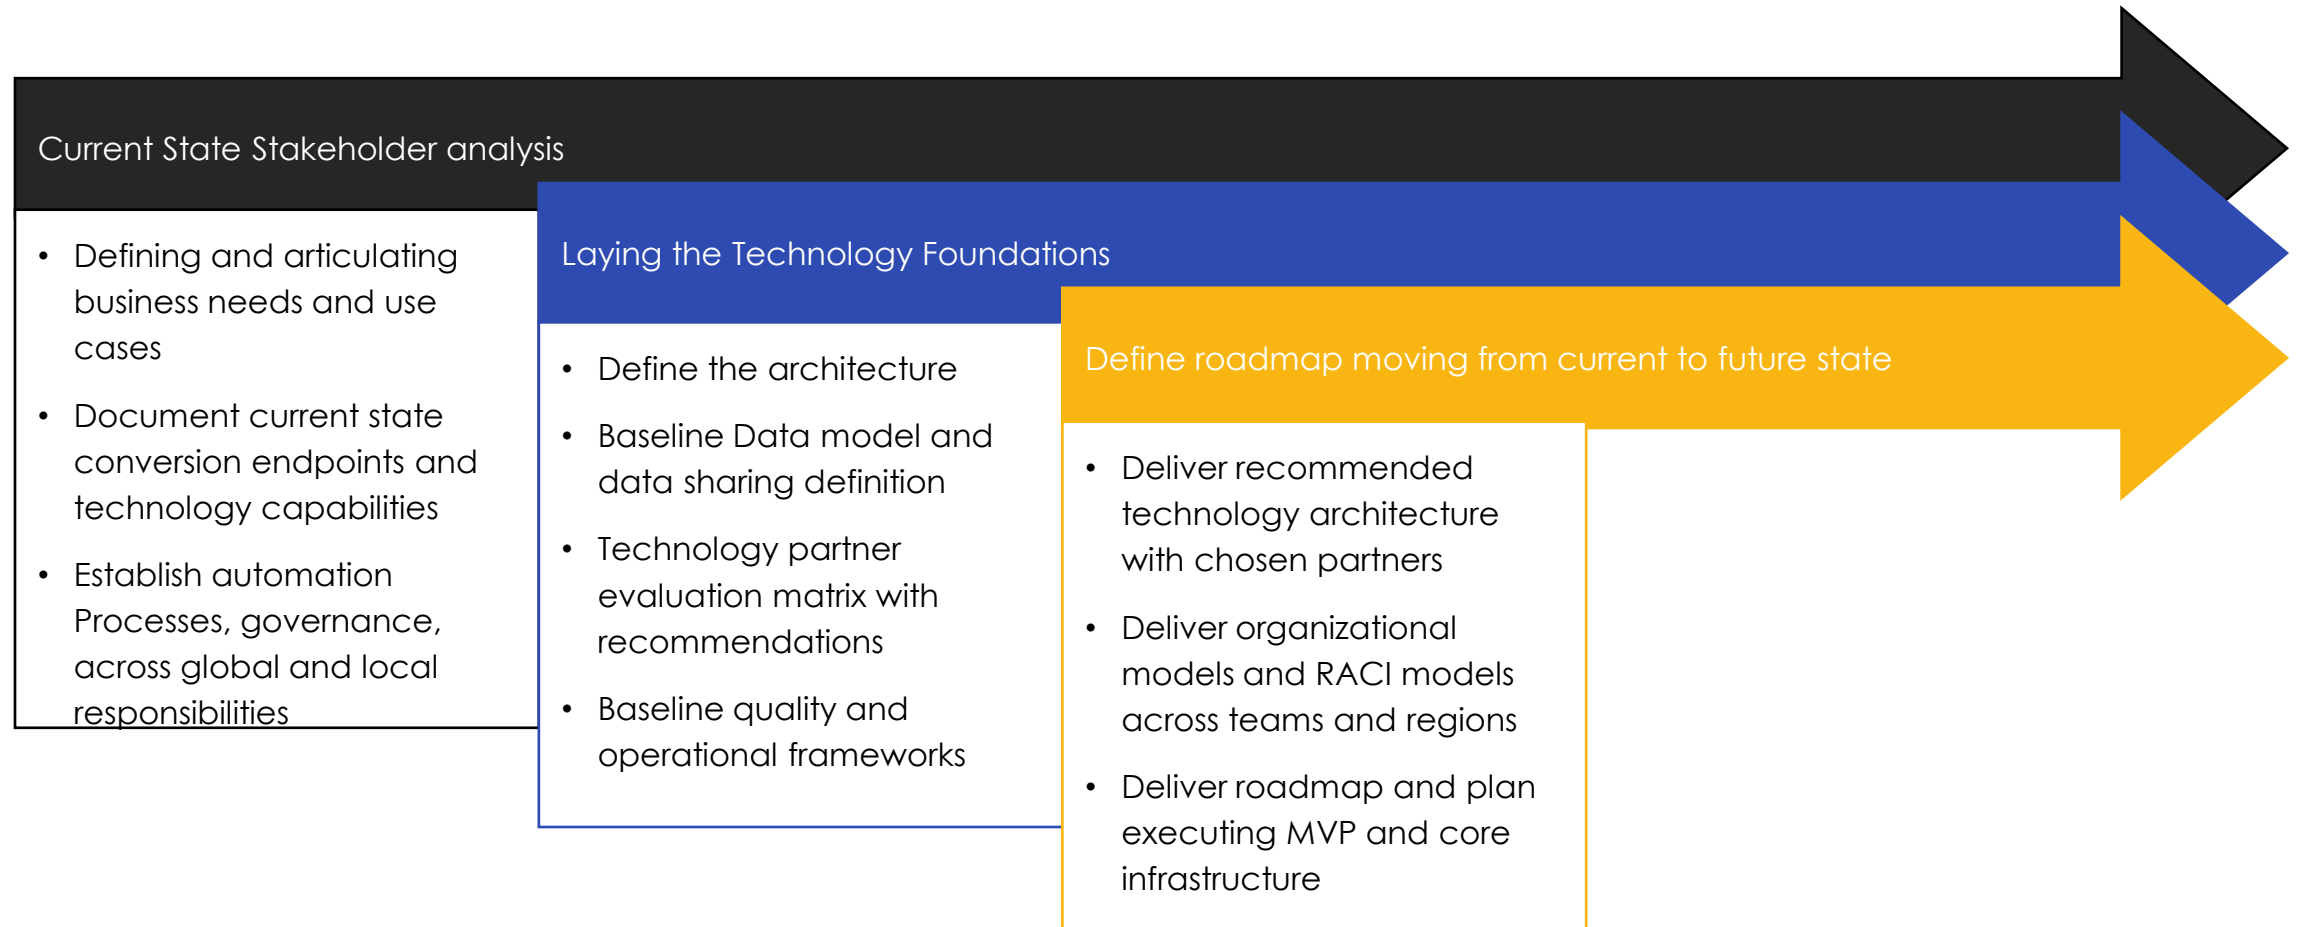 Current State Stakeholder analysis
• Defining and articulating
business needs and use
cases
• Document current state
conversion endpoints and
technology capabilities
• Establish automation
Processes, governance,
across global and local
responsibilities
Laying the Technology Foundations
• Define the architecture
• Baseline Data model and
data sharing definition
• Technology partner
evaluation matrix with
recommendations
• Baseline quality and
operational frameworks
Define roadmap moving from current to future state
• Deliver recommended
technology architecture
with chosen partners
• Deliver organizational
models and RACI models
across teams and regions
• Deliver roadmap and plan
executing MVP and core
infrastructure